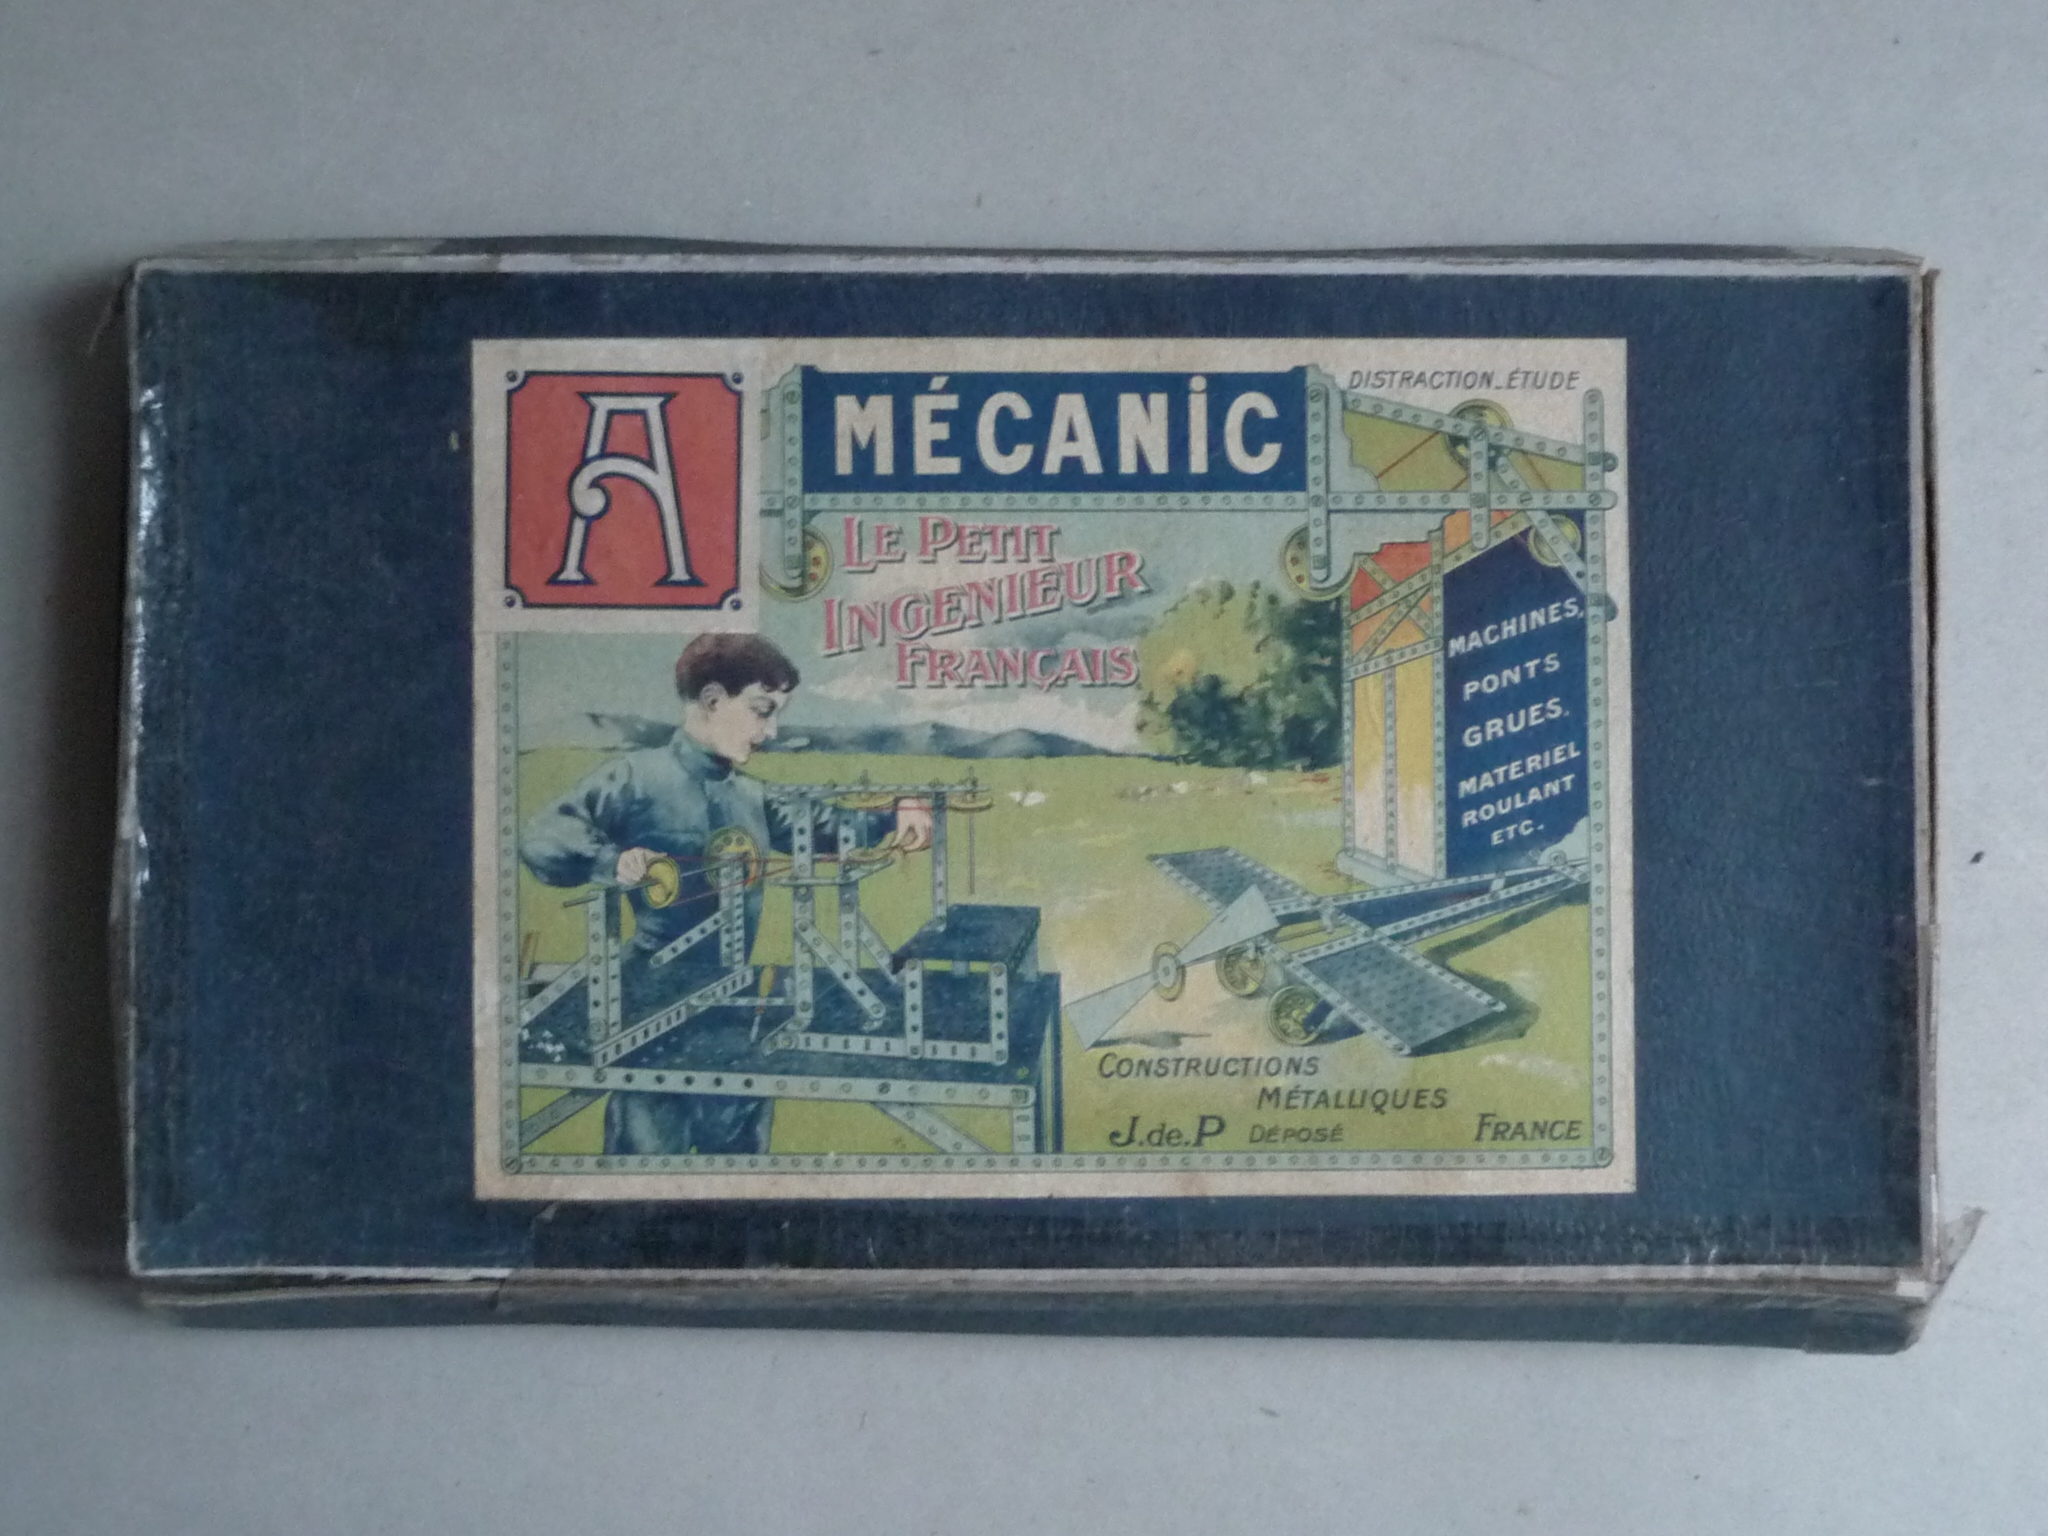 A
MÉCANIC
DISTRACTION_ÉTUDE
LE PETIT
INGENIEUR
FRANÇAIS
MACHINES,
PONTS
GRUES.
MATERIEL
ROULANT
ETC.
CONSTRUCTIONS
MÉTALLIQUES
J.de.P DÉPOSÉ FRANCE